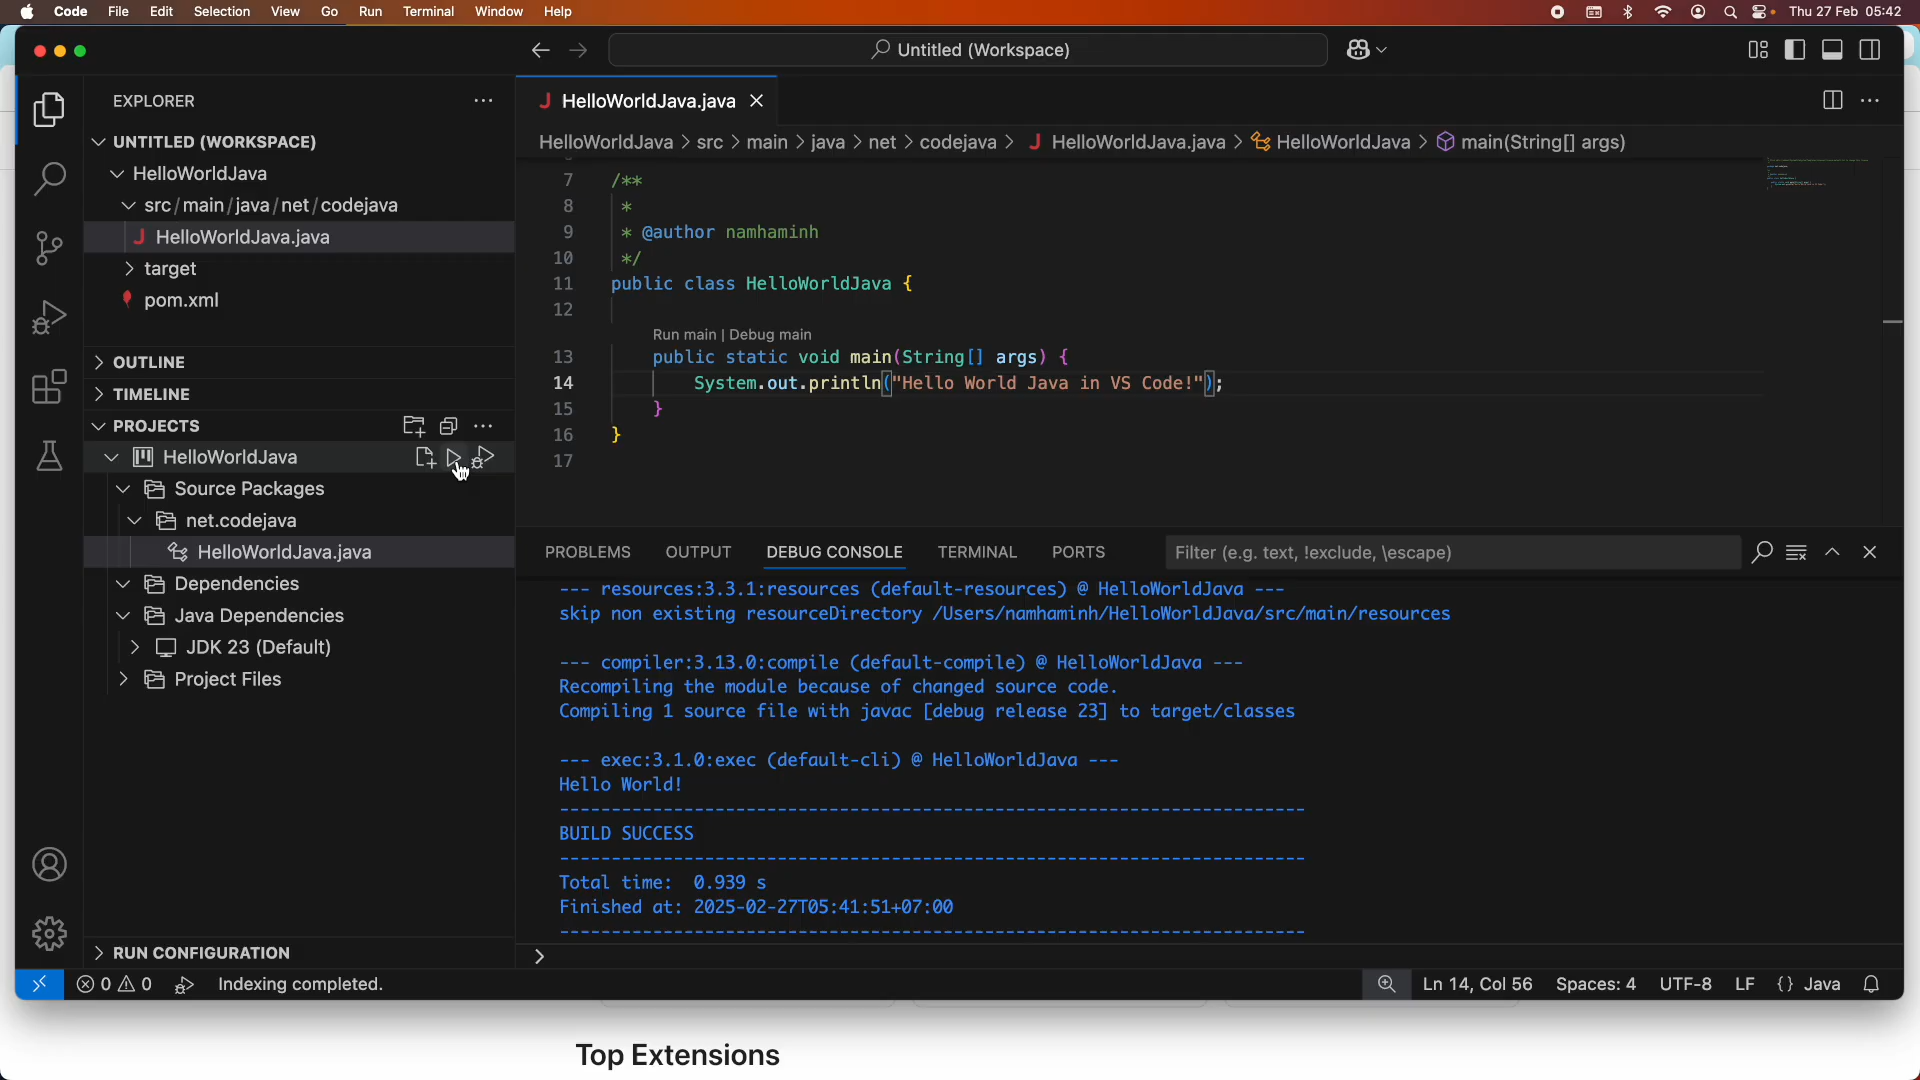 Code File Edit Selection View Go Run Terminal Window Help Thu 27 Feb 05:42
Untitled (Workspace)
EXPLORER
UNTITLED (WORKSPACE)
HelloWorldJava
src/main/java/net/codejava
J HelloWorldJava.java
target
pom.xml
OUTLINE
TIMELINE
PROJECTS
HelloWorldJava
Source Packages
net.codejava
HelloWorldJava.java
Dependencies
Java Dependencies
JDK 23 (Default)
Project Files
RUN CONFIGURATION
J HelloWorldJava.java
HelloWorldJava > src > main > java > net > codejava > J HelloWorldJava.java > HelloWorldJava > main(String[] args)
7 /**
8 *
9 * @author namhaminh
10 */
11 public class HelloWorldJava {
12
Run main | Debug main
13 public static void main(String[] args) {
14 System.out.println("Hello World Java in VS Code!");
15 }
16 }
17
PROBLEMS OUTPUT DEBUG CONSOLE TERMINAL PORTS Filter (e.g. text, !exclude, \escape)
--- resources:3.3.1:resources (default-resources) @ HelloWorldJava ---
skip non existing resourceDirectory /Users/namhaminh/HelloWorldJava/src/main/resources
--- compiler:3.13.0:compile (default-compile) @ HelloWorldJava ---
Recompiling the module because of changed source code.
Compiling 1 source file with javac [debug release 23] to target/classes
--- exec:3.1.0:exec (default-cli) @ HelloWorldJava ---
Hello World!
------------------------------------------------------------------------
BUILD SUCCESS
------------------------------------------------------------------------
Total time: 0.939 s
Finished at: 2025-02-27T05:41:51+07:00
------------------------------------------------------------------------
>
0 0 Indexing completed. Ln 14, Col 56 Spaces: 4 UTF-8 LF {} Java
Top Extensions